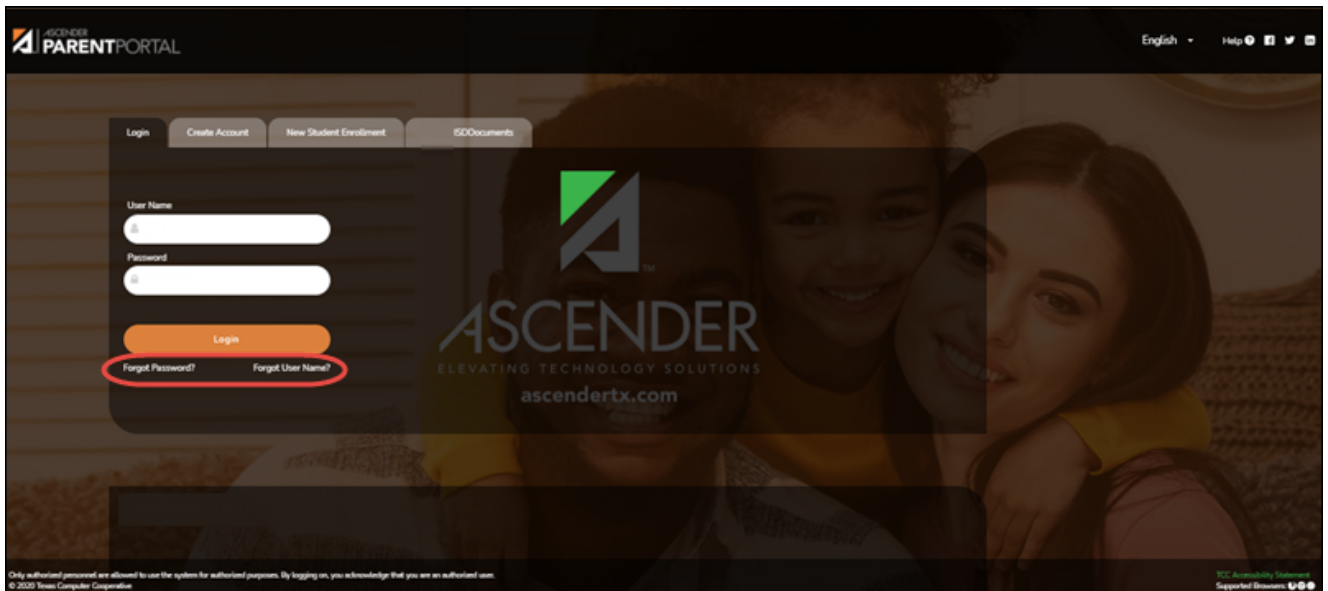 ASCENDER
PARENTPORTAL
English
Help
Login
Create Account
New Student Enrollment
ISDDocuments
User Name
Password
Login
Forgot Password?
Forgot User Name?
TM
ASCENDER
ELEVATING TECHNOLOGY SOLUTIONS
ascendertx.com
Only authorized personnel are allowed to use the system for authorized purposes. By logging on, you acknowledge that you are an authorized user.
© 2020 Texas Computer Cooperative
TCC Accessibility Statement
Supported Browsers: